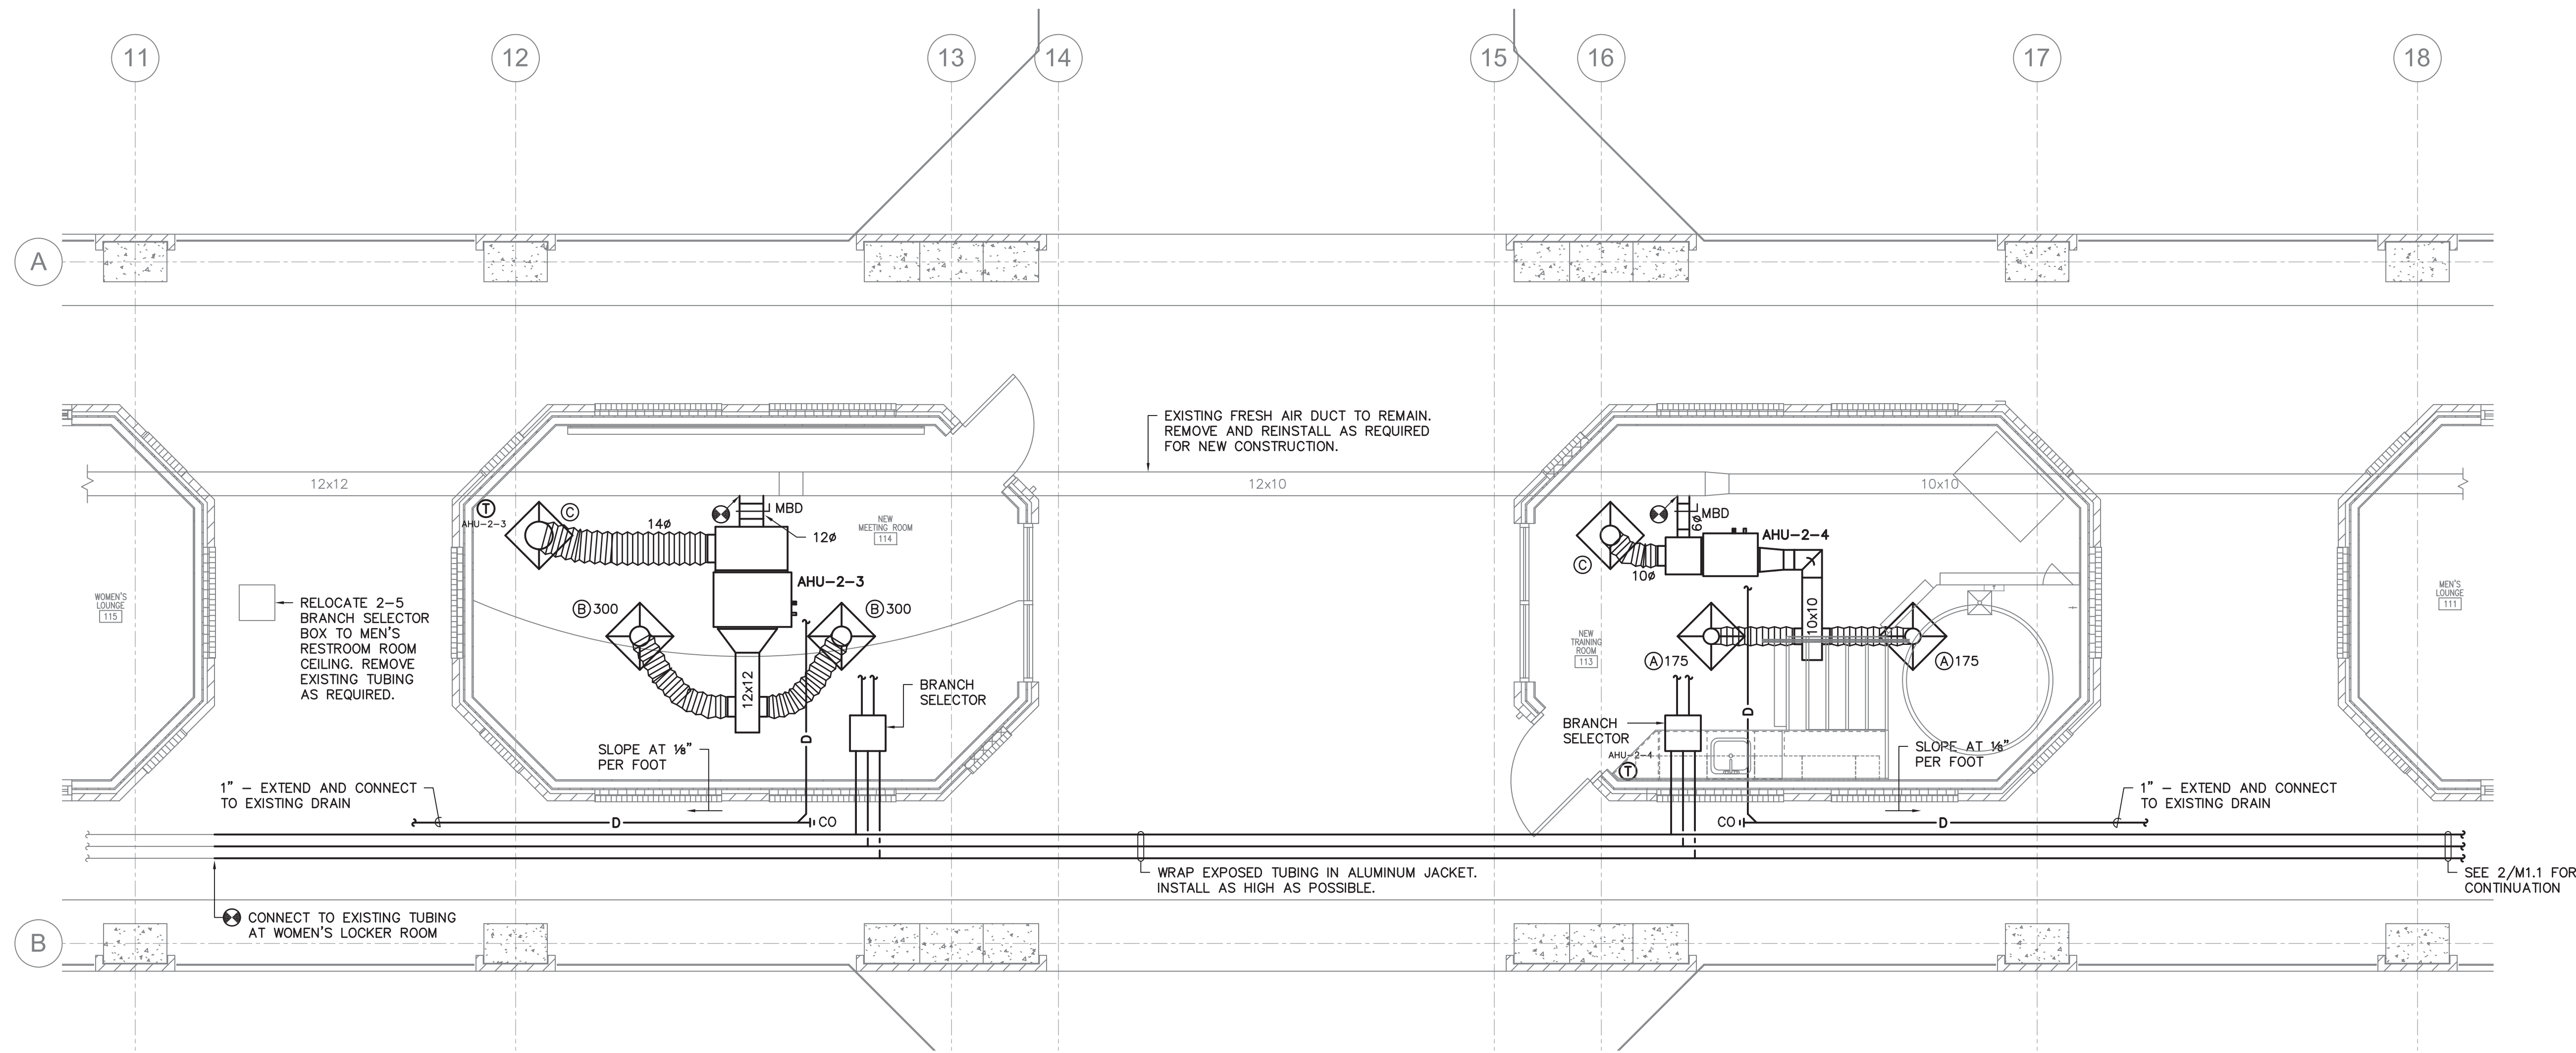 11
12
13
14
15
16
17
18
A
EXISTING FRESH AIR DUCT TO REMAIN.
REMOVE AND REINSTALL AS REQUIRED
FOR NEW CONSTRUCTION.
12x12
12x10
10x10
T
AHU-2-3
C
14ø
MBD
12ø
NEW
MEETING ROOM
114
AHU-2-3
B 300
B 300
12x12
D
BRANCH
SELECTOR
WOMEN'S
LOUNGE
115
RELOCATE 2-5
BRANCH SELECTOR
BOX TO MEN'S
RESTROOM ROOM
CEILING. REMOVE
EXISTING TUBING
AS REQUIRED.
SLOPE AT ⅛"
PER FOOT
1" - EXTEND AND CONNECT
TO EXISTING DRAIN
D
CO
MBD
6ø
AHU-2-4
C
10ø
10x10
NEW
TRAINING
ROOM
113
A 175
A 175
D
BRANCH
SELECTOR
AHU-2-4
T
SLOPE AT ⅛"
PER FOOT
MEN'S
LOUNGE
111
1" - EXTEND AND CONNECT
TO EXISTING DRAIN
CO
D
WRAP EXPOSED TUBING IN ALUMINUM JACKET.
INSTALL AS HIGH AS POSSIBLE.
SEE 2/M1.1 FOR
CONTINUATION
CONNECT TO EXISTING TUBING
AT WOMEN'S LOCKER ROOM
B